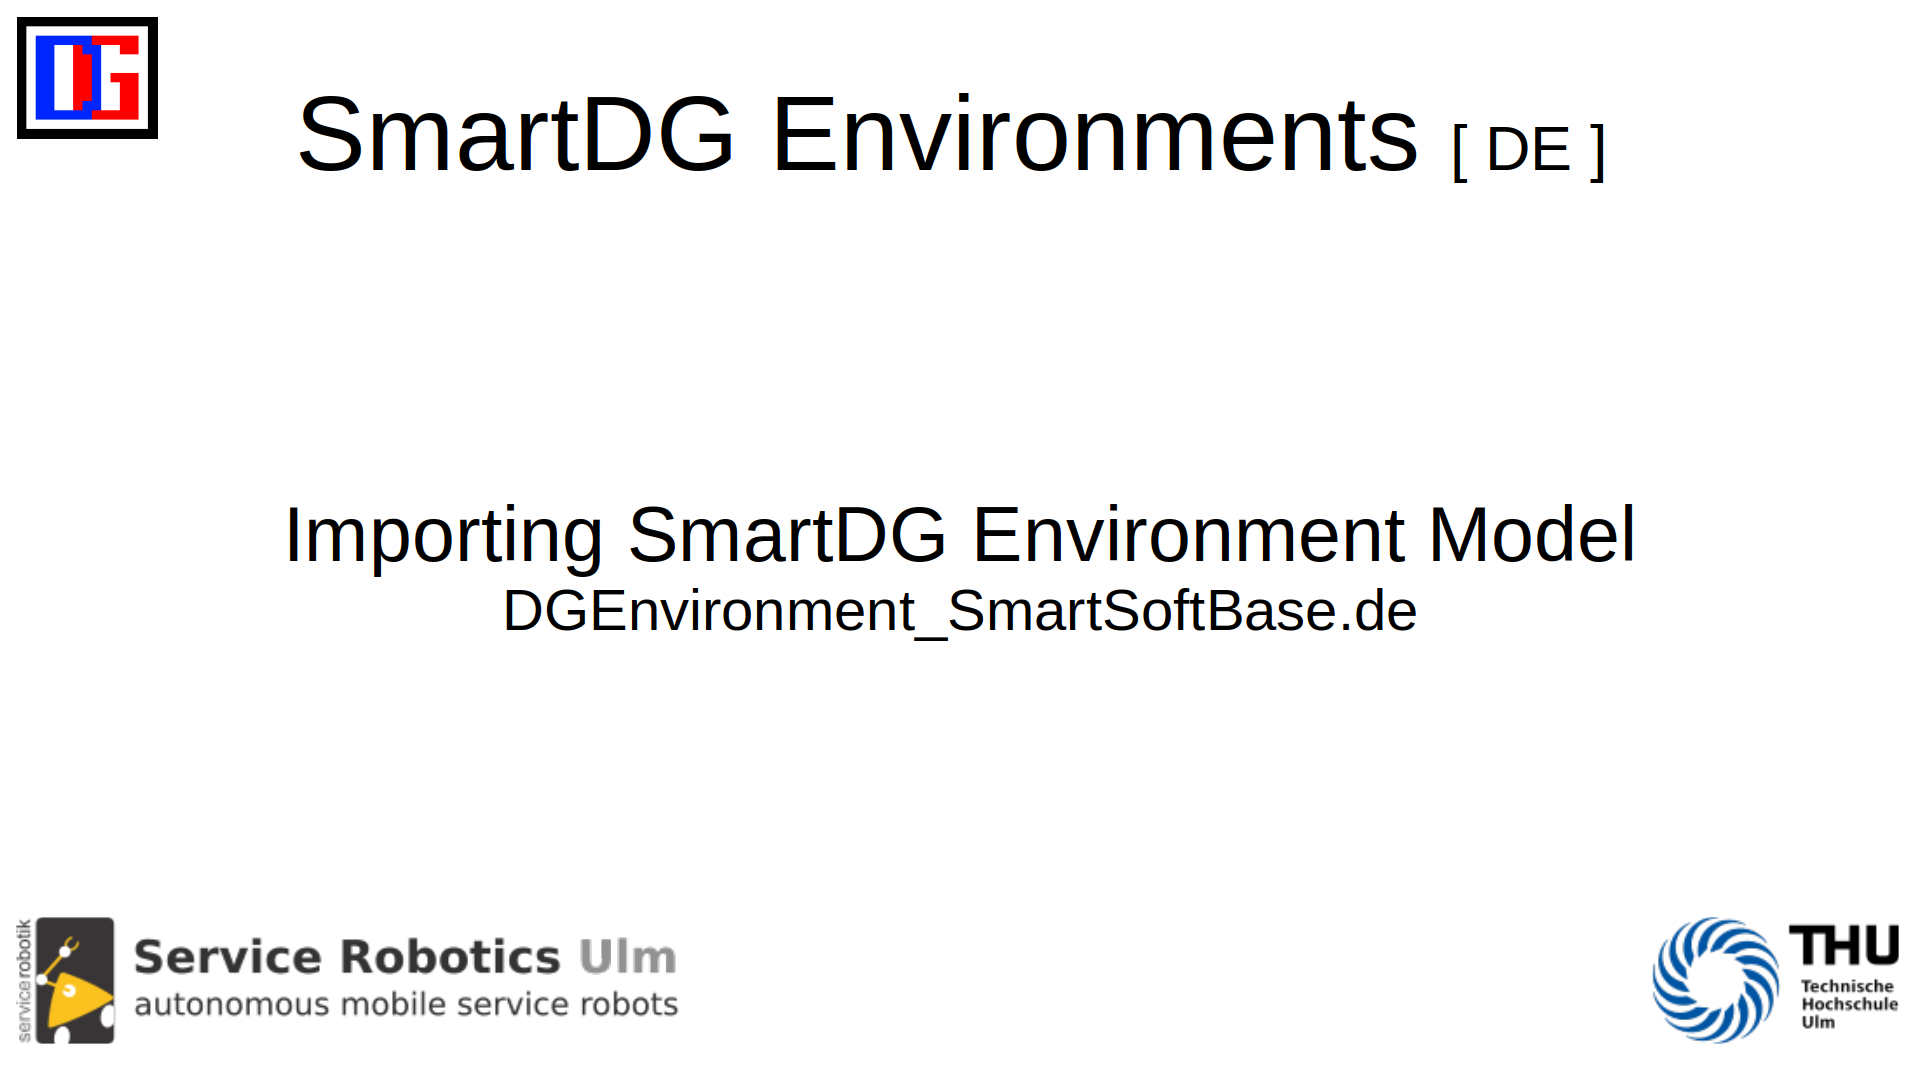 DG
SmartDG Environments [ DE ]
Importing SmartDG Environment Model
DGEnvironment_SmartSoftBase.de
servicerobotik
Service Robotics Ulm
autonomous mobile service robots
THU
Technische
Hochschule
Ulm